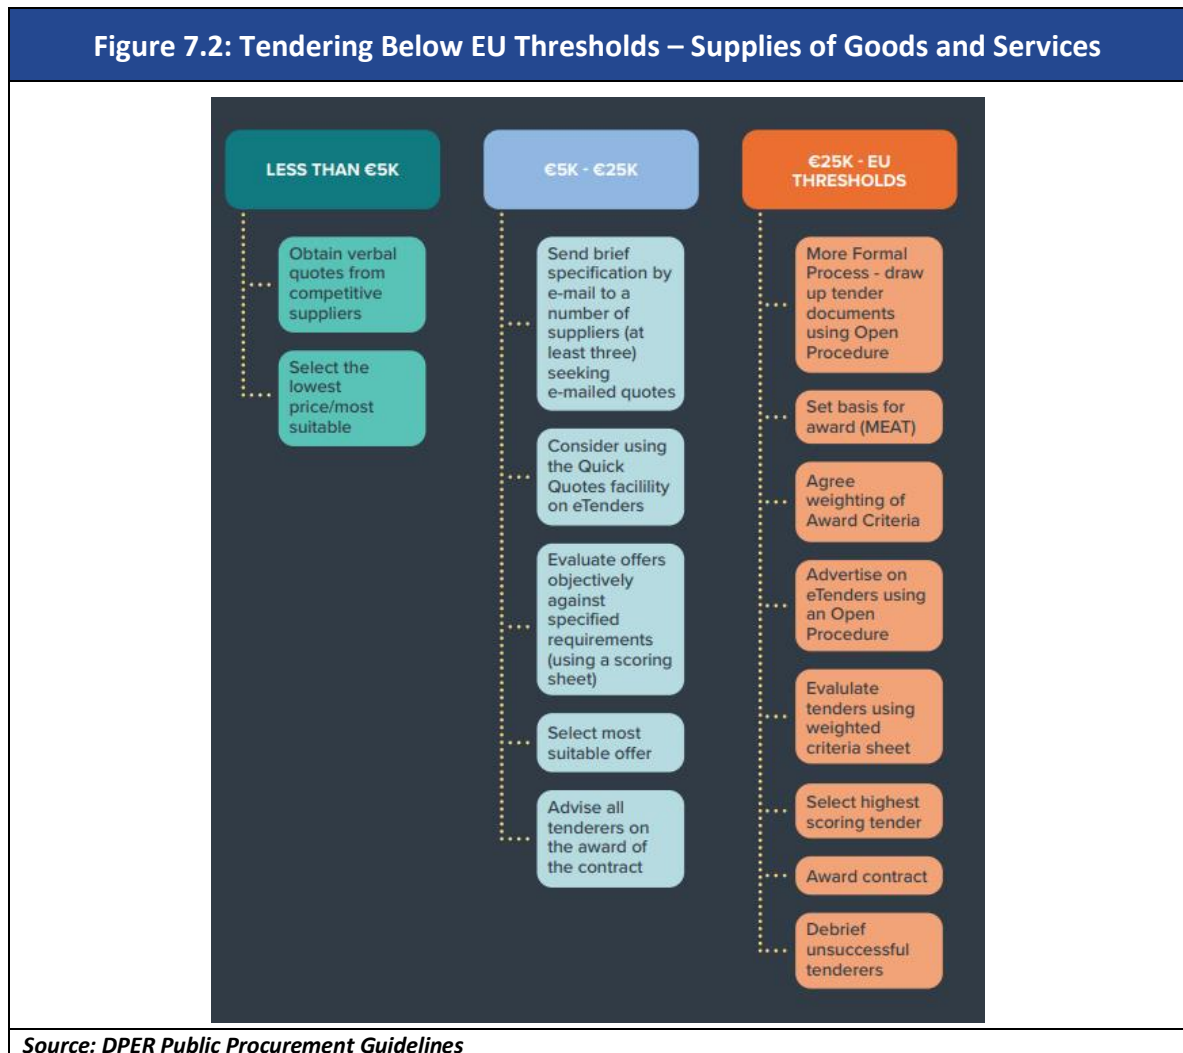 Figure 7.2: Tendering Below EU Thresholds – Supplies of Goods and Services
LESS THAN €5K
Obtain verbal
quotes from
competitive
suppliers
Select the
lowest
price/most
suitable
€5K - €25K
Send brief
specification by
e-mail to a
number of
suppliers (at
least three)
seeking
e-mailed quotes
Consider using
the Quick
Quotes facilility
on eTenders
Evaluate offers
objectively
against
specified
requirements
(using a scoring
sheet)
Select most
suitable offer
Advise all
tenderers on
the award of
the contract
€25K - EU
THRESHOLDS
More Formal
Process - draw
up tender
documents
using Open
Procedure
Set basis for
award (MEAT)
Agree
weighting of
Award Criteria
Advertise on
eTenders using
an Open
Procedure
Evalulate
tenders using
weighted
criteria sheet
Select highest
scoring tender
Award contract
Debrief
unsuccessful
tenderers
Source: DPER Public Procurement Guidelines